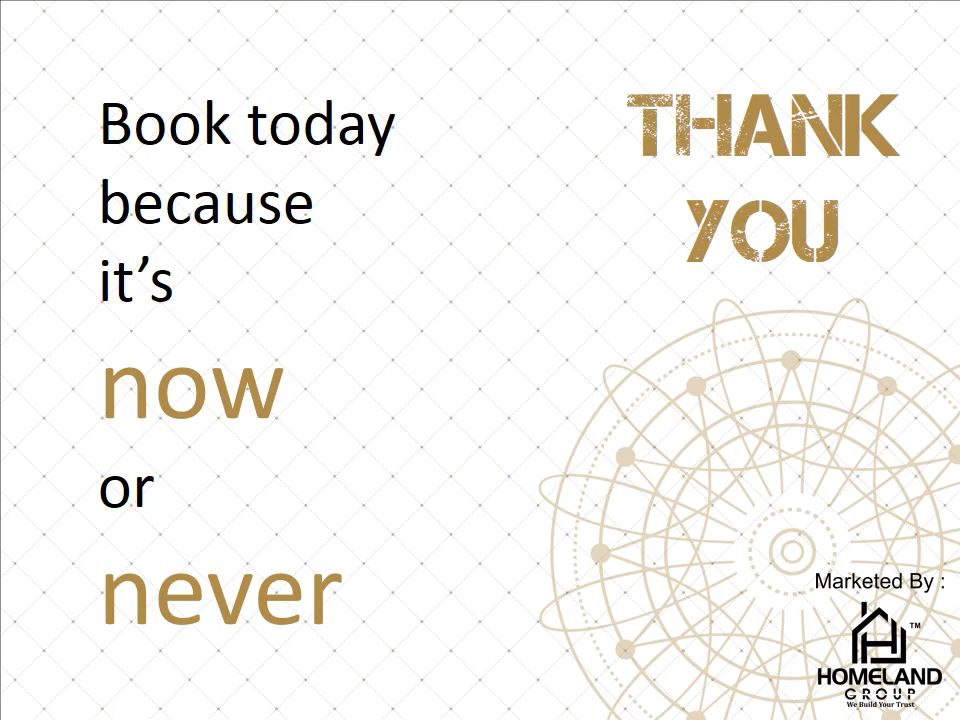 Book today
because
it’s
now
or
never
THANK
YOU
Marketed By :
TM
HOMELAND
GROUP
We Build Your Trust